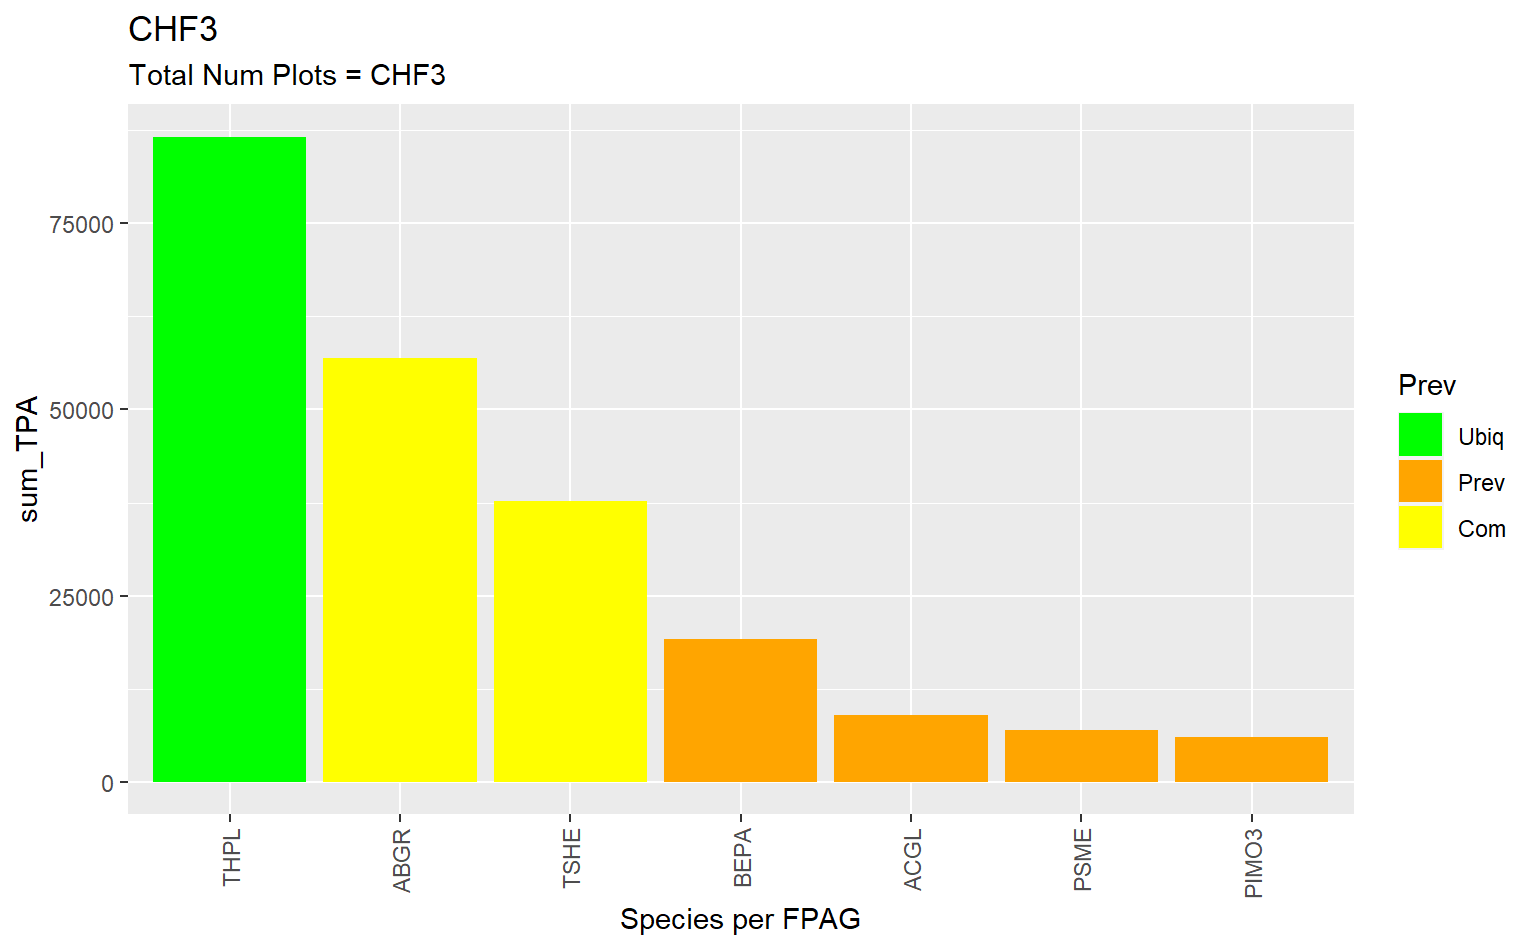 CHF3
Total Num Plots = CHF3
sum_TPA
75000
50000
25000
0
THPL
ABGR
TSHE
BEPA
ACGL
PSME
PIMO3
Species per FPAG
Prev
Ubiq
Prev
Com